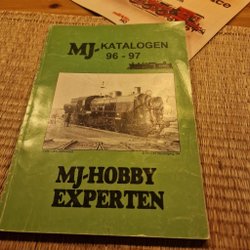 MJ-KATALOGEN
96 - 97
MJ-HOBBY
EXPERTEN